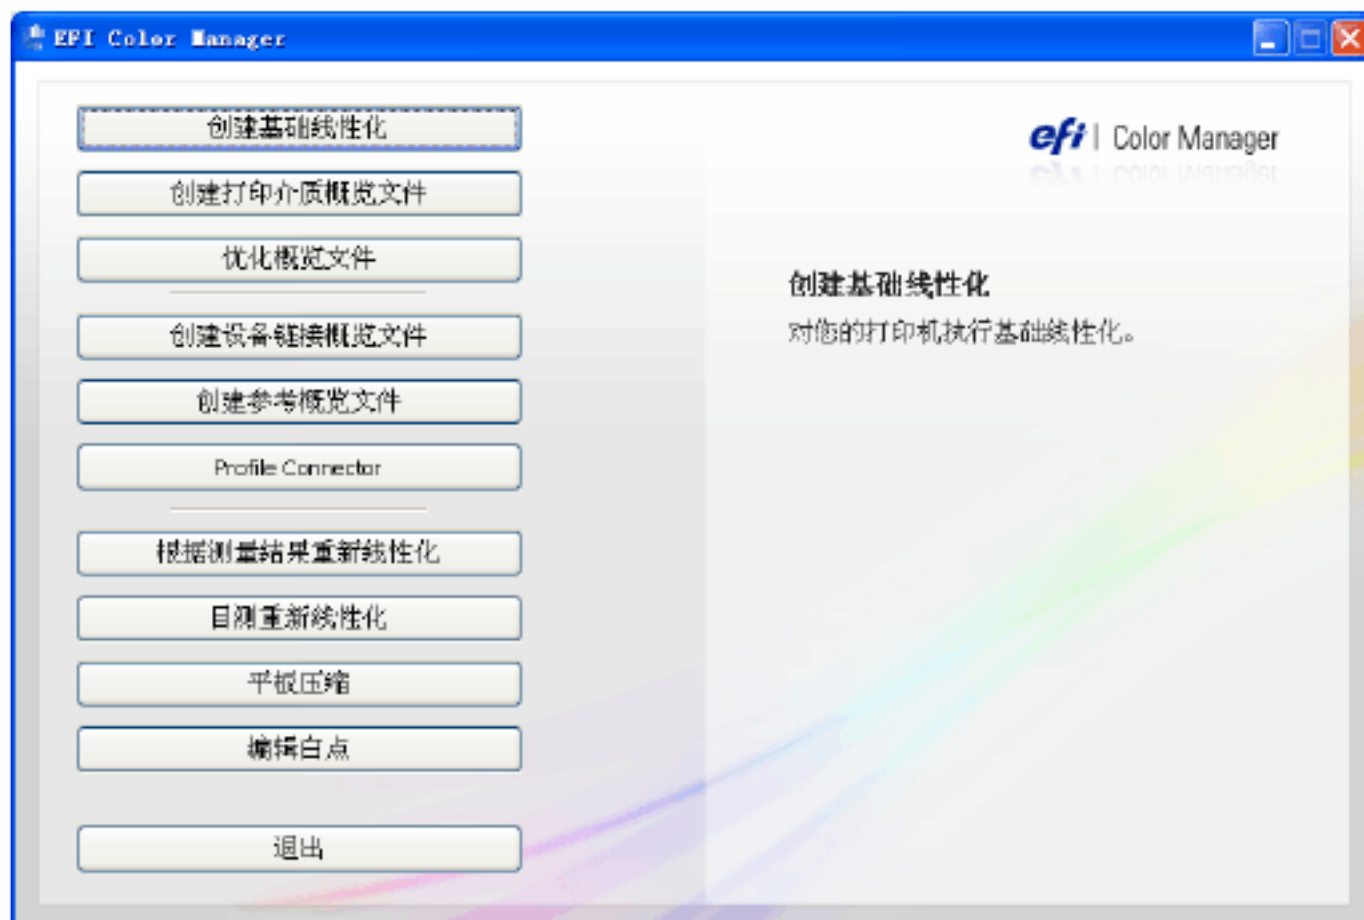 EFI Color Manager
创建基础线性化
创建打印介质概览文件
优化概览文件
创建设备链接概览文件
创建参考概览文件
Profile Connector
根据测量结果重新线性化
目测重新线性化
平板压缩
编辑白点
退出
efi | Color Manager
创建基础线性化
对您的打印机执行基础线性化。